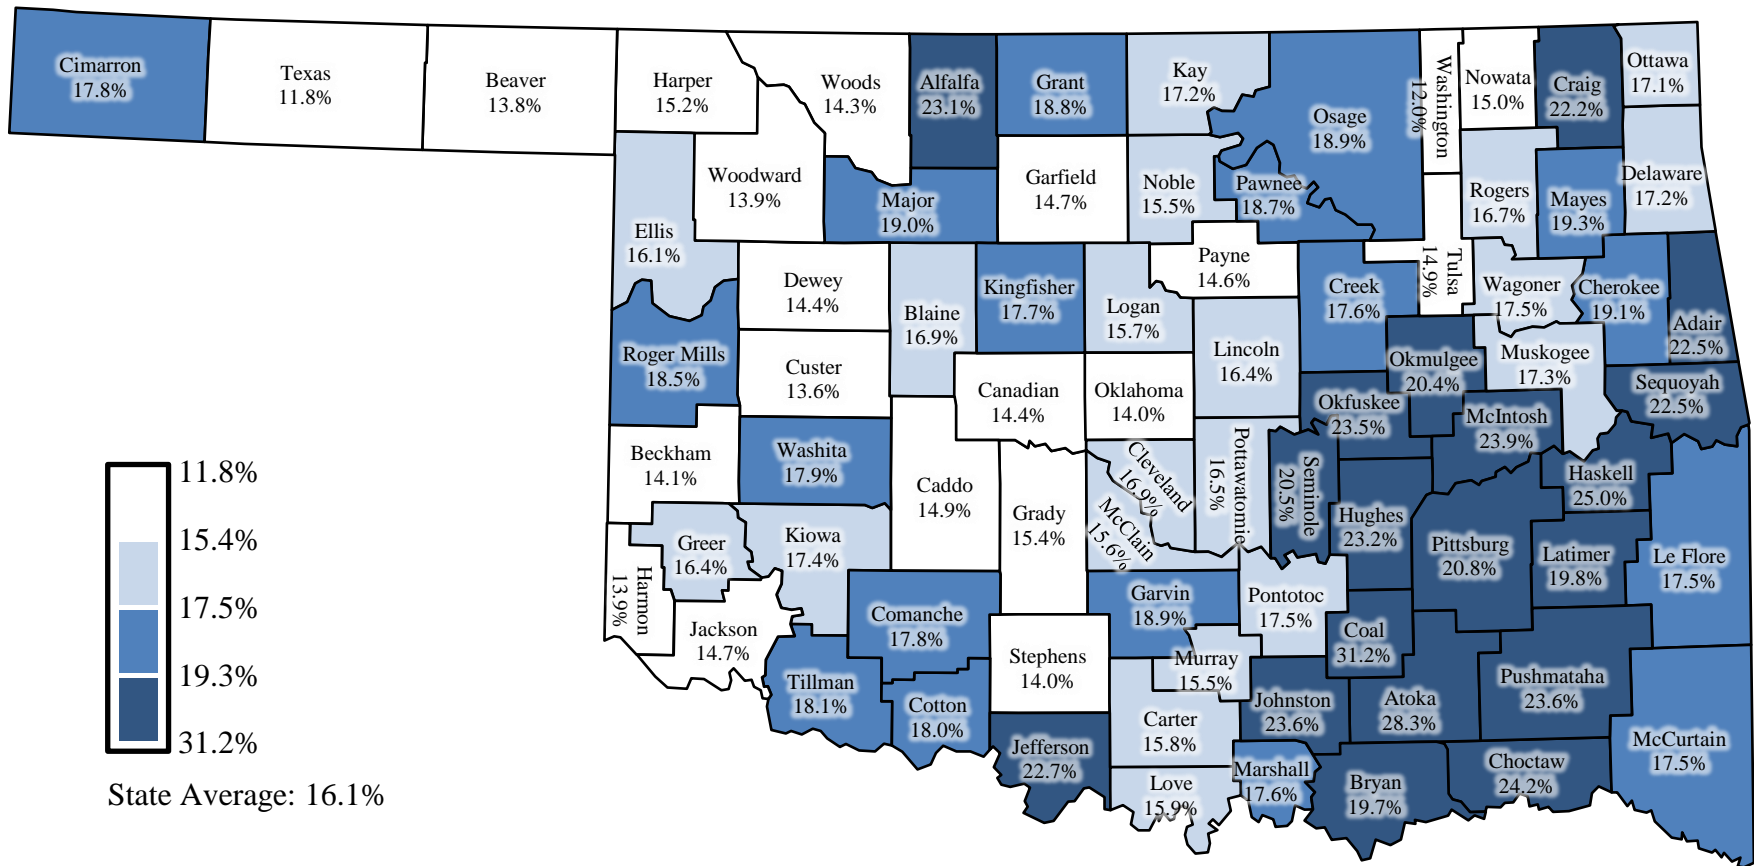 Cimarron
17.8%
Texas
11.8%
Beaver
13.8%
Harper
15.2%
Woods
14.3%
Alfalfa
23.1%
Grant
18.8%
Kay
17.2%
Osage
18.9%
Washington
12.0%
Nowata
15.0%
Craig
22.2%
Ottawa
17.1%
Ellis
16.1%
Woodward
13.9%
Major
19.0%
Garfield
14.7%
Noble
15.5%
Pawnee
18.7%
Rogers
16.7%
Mayes
19.3%
Delaware
17.2%
Dewey
14.4%
Blaine
16.9%
Kingfisher
17.7%
Logan
15.7%
Payne
14.6%
Creek
17.6%
Tulsa
14.9%
Wagoner
17.5%
Cherokee
19.1%
Adair
22.5%
Roger Mills
18.5%
Custer
13.6%
Canadian
14.4%
Oklahoma
14.0%
Lincoln
16.4%
Okmulgee
20.4%
Muskogee
17.3%
Sequoyah
22.5%
Okfuskee
23.5%
McIntosh
23.9%
Beckham
14.1%
Washita
17.9%
Caddo
14.9%
Grady
15.4%
Cleveland
16.9%
McClain
15.6%
Pottawatomie
16.5%
Seminole
20.5%
Hughes
23.2%
Haskell
25.0%
Pittsburg
20.8%
Latimer
19.8%
Le Flore
17.5%
Harmon
13.9%
Greer
16.4%
Kiowa
17.4%
Jackson
14.7%
Comanche
17.8%
Garvin
18.9%
Pontotoc
17.5%
Coal
31.2%
Tillman
18.1%
Cotton
18.0%
Stephens
14.0%
Murray
15.5%
Johnston
23.6%
Atoka
28.3%
Pushmataha
23.6%
Jefferson
22.7%
Carter
15.8%
Love
15.9%
Marshall
17.6%
Bryan
19.7%
Choctaw
24.2%
McCurtain
17.5%
11.8%
15.4%
17.5%
19.3%
31.2%
State Average: 16.1%